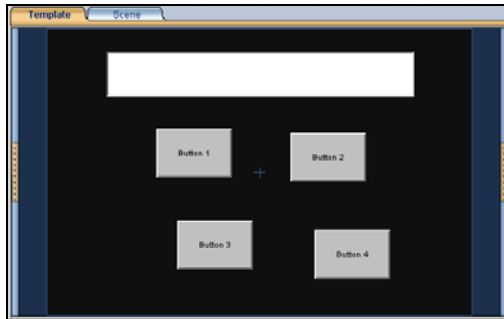 Template Scene
Button 1
Button 2
Button 3
Button 4